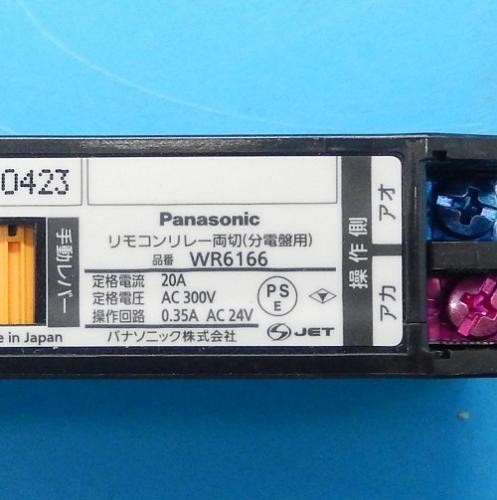 0423
Panasonic
リモコンリレー両切(分電盤用)
品番 WR6166
定格電流 20A
定格電圧 AC 300V
操作回路 0.35A AC 24V
パナソニック株式会社
PS
E
JET
手動レバー
操作側
アオ
アカ
e in Japan